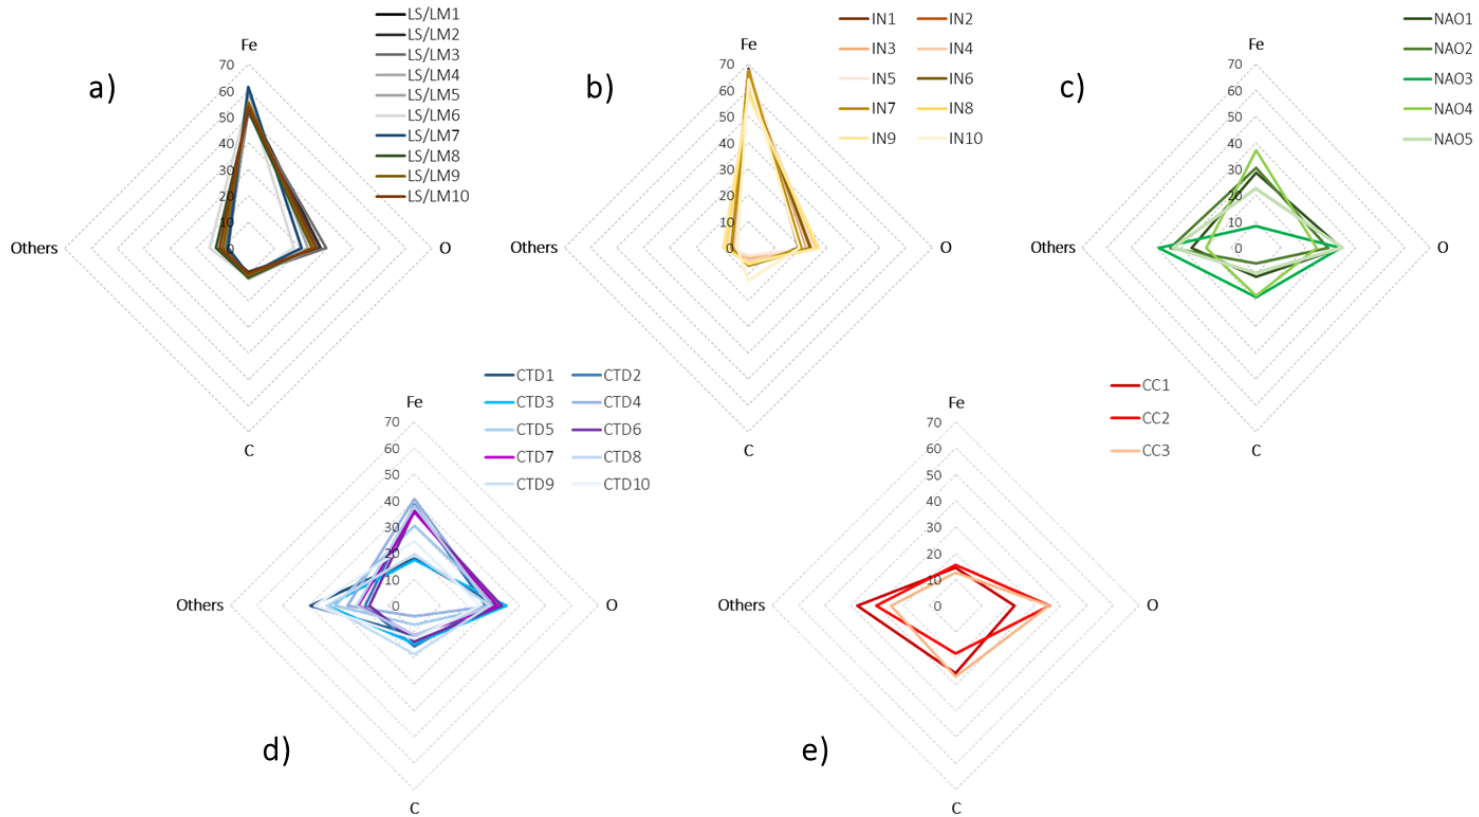 a)
Fe
70
60
50
40
30
20
10
0
Others
O
C
LS/LM1
LS/LM2
LS/LM3
LS/LM4
LS/LM5
LS/LM6
LS/LM7
LS/LM8
LS/LM9
LS/LM10
b)
Fe
70
60
50
40
30
20
10
0
Others
O
C
IN1 IN2
IN3 IN4
IN5 IN6
IN7 IN8
IN9 IN10
c)
Fe
70
60
50
40
30
20
10
0
Others
O
C
NAO1
NAO2
NAO3
NAO4
NAO5
d)
Fe
70
60
50
40
30
20
10
0
Others
O
C
CTD1 CTD2
CTD3 CTD4
CTD5 CTD6
CTD7 CTD8
CTD9 CTD10
e)
Fe
70
60
50
40
30
20
10
0
Others
O
C
CC1
CC2
CC3